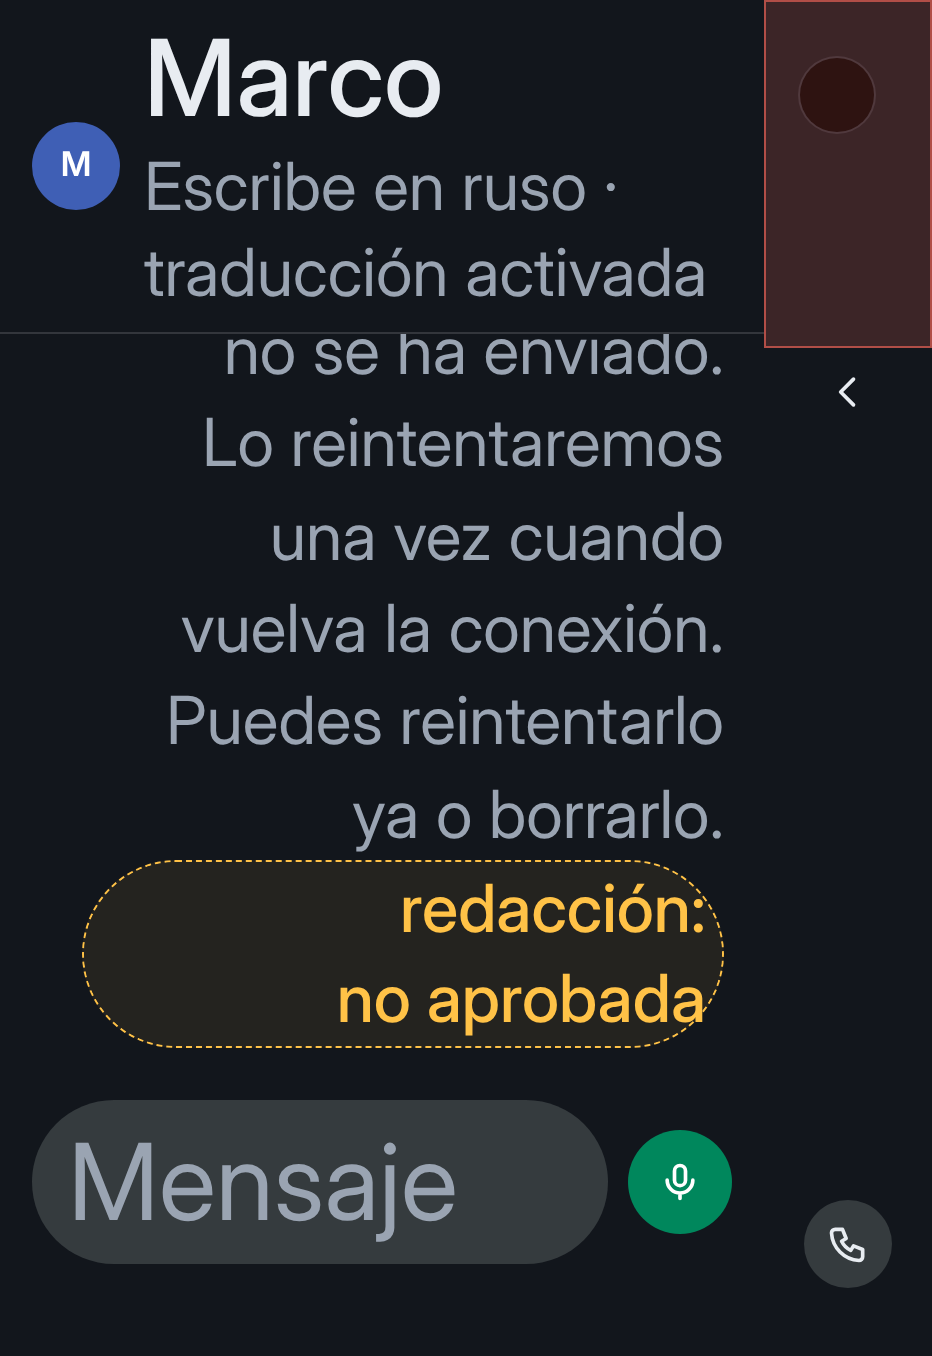 Marco
M
Escribe en ruso ·
traducción activada
no se ha enviado.
Lo reintentaremos
una vez cuando
vuelva la conexión.
Puedes reintentarlo
ya o borrarlo.
redacción:
no aprobada
Mensaje